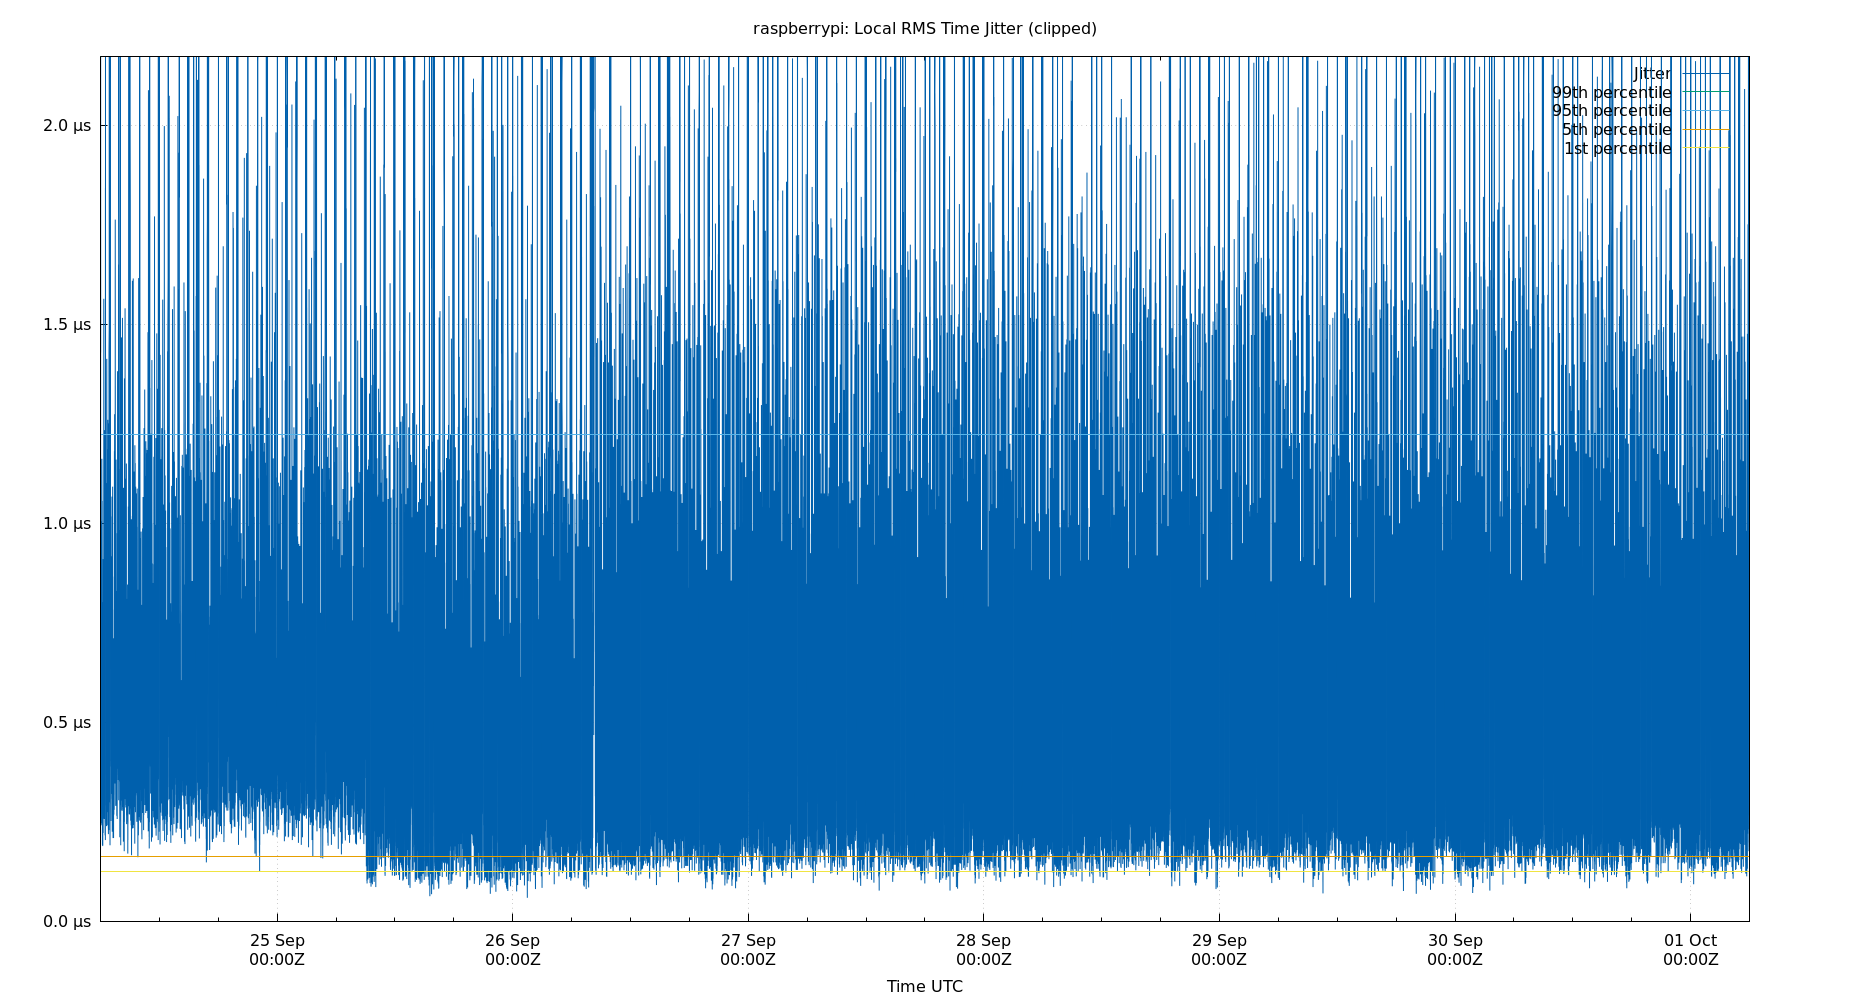 raspberrypi: Local RMS Time Jitter (clipped)
Jitter
99th percentile
95th percentile
5th percentile
1st percentile
2.0 µs
1.5 µs
1.0 µs
0.5 µs
0.0 µs
25 Sep 26 Sep 27 Sep 28 Sep 29 Sep 30 Sep 01 Oct
00:00Z 00:00Z 00:00Z 00:00Z 00:00Z 00:00Z 00:00Z
Time UTC